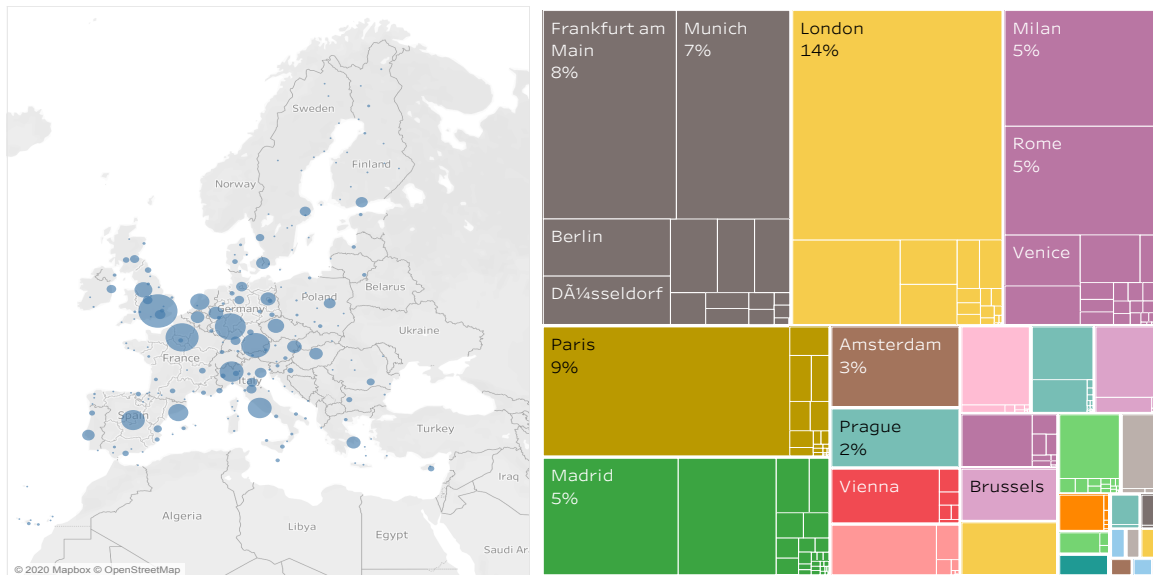 Sweden
Finland
Norway
Belarus
Poland
Germany
Ukraine
France
Italy
Spain
Turkey
Iraq
Algeria
Libya
Egypt
Saudi Ar
© 2020 Mapbox © OpenStreetMap
Frankfurt am
Main
8%
Munich
7%
London
14%
Milan
5%
Rome
5%
Berlin
DÃ¼sseldorf
Venice
Paris
9%
Amsterdam
3%
Prague
2%
Madrid
5%
Vienna
Brussels